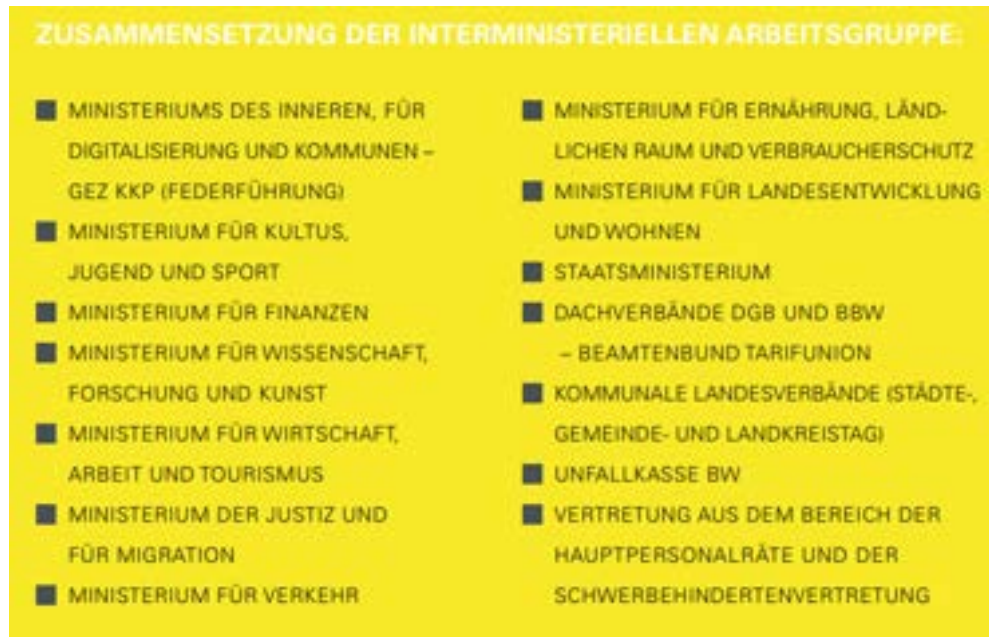 ZUSAMMENSETZUNG DER INTERMINISTERIELLEN ARBEITSGRUPPE:
MINISTERIUMS DES INNEREN, FÜR
DIGITALISIERUNG UND KOMMUNEN –
GEZ KKP (FEDERFÜHRUNG)
MINISTERIUM FÜR KULTUS,
JUGEND UND SPORT
MINISTERIUM FÜR FINANZEN
MINISTERIUM FÜR WISSENSCHAFT,
FORSCHUNG UND KUNST
MINISTERIUM FÜR WIRTSCHAFT,
ARBEIT UND TOURISMUS
MINISTERIUM DER JUSTIZ UND
FÜR MIGRATION
MINISTERIUM FÜR VERKEHR
MINISTERIUM FÜR ERNÄHRUNG, LÄND-
LICHEN RAUM UND VERBRAUCHERSCHUTZ
MINISTERIUM FÜR LANDESENTWICKLUNG
UND WOHNEN
STAATSMINISTERIUM
DACHVERBÄNDE DGB UND BBW
– BEAMTENBUND TARIFUNION
KOMMUNALE LANDESVERBÄNDE (STÄDTE-,
GEMEINDE- UND LANDKREISTAG)
UNFALLKASSE BW
VERTRETUNG AUS DEM BEREICH DER
HAUPTPERSONALRÄTE UND DER
SCHWERBEHINDERTENVERTRETUNG